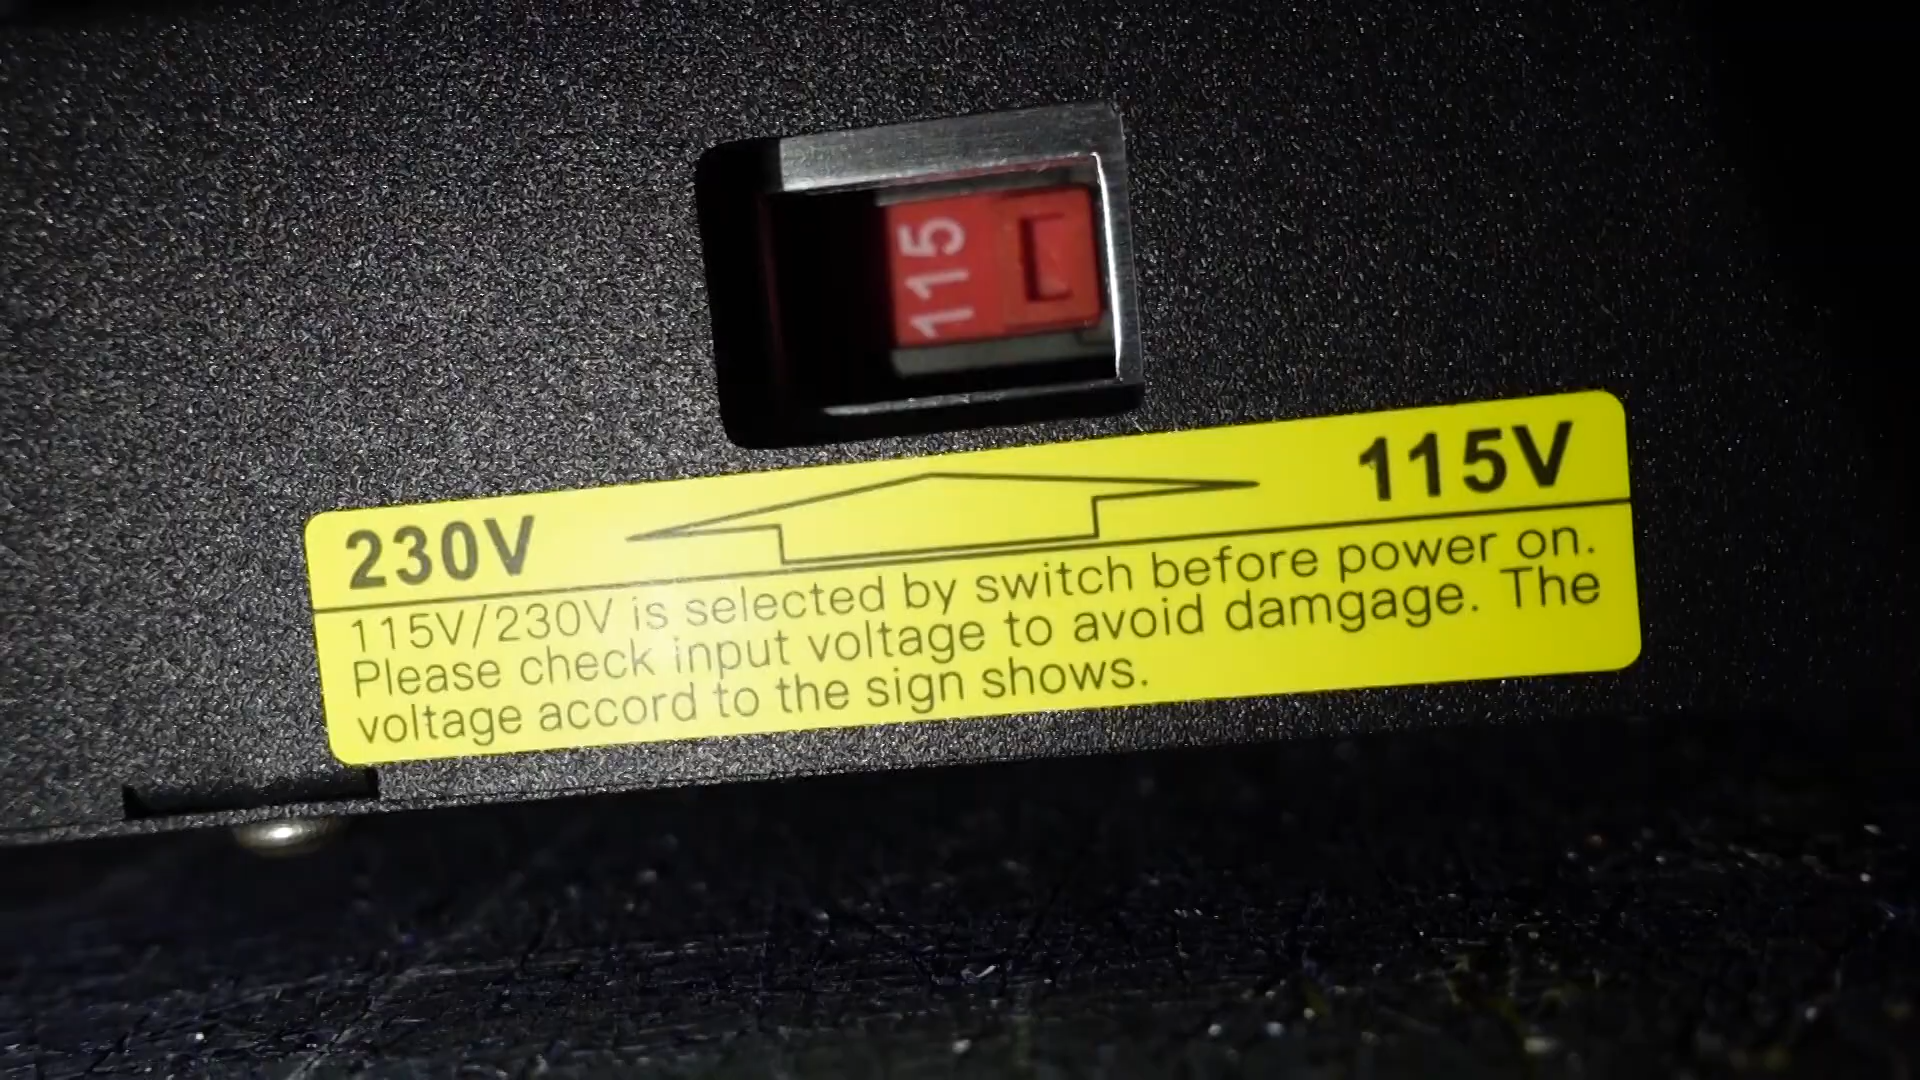 115
230V 115V
115V/230V is selected by switch before power on.
Please check input voltage to avoid damgage. The
voltage accord to the sign shows.